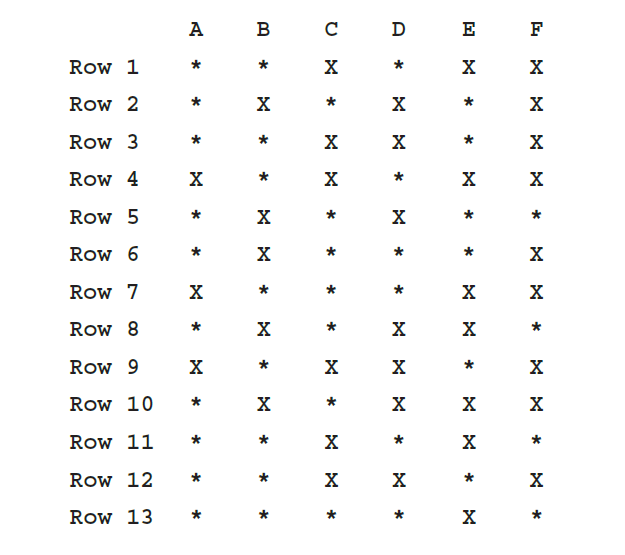 A B C D E F
Row 1 * * X * X X
Row 2 * X * X * X
Row 3 * * X X * X
Row 4 X * X * X X
Row 5 * X * X * *
Row 6 * X * * * X
Row 7 X * * * X X
Row 8 * X * X X *
Row 9 X * X X * X
Row 10 * X * X X X
Row 11 * * X * X *
Row 12 * * X X * X
Row 13 * * * * X *